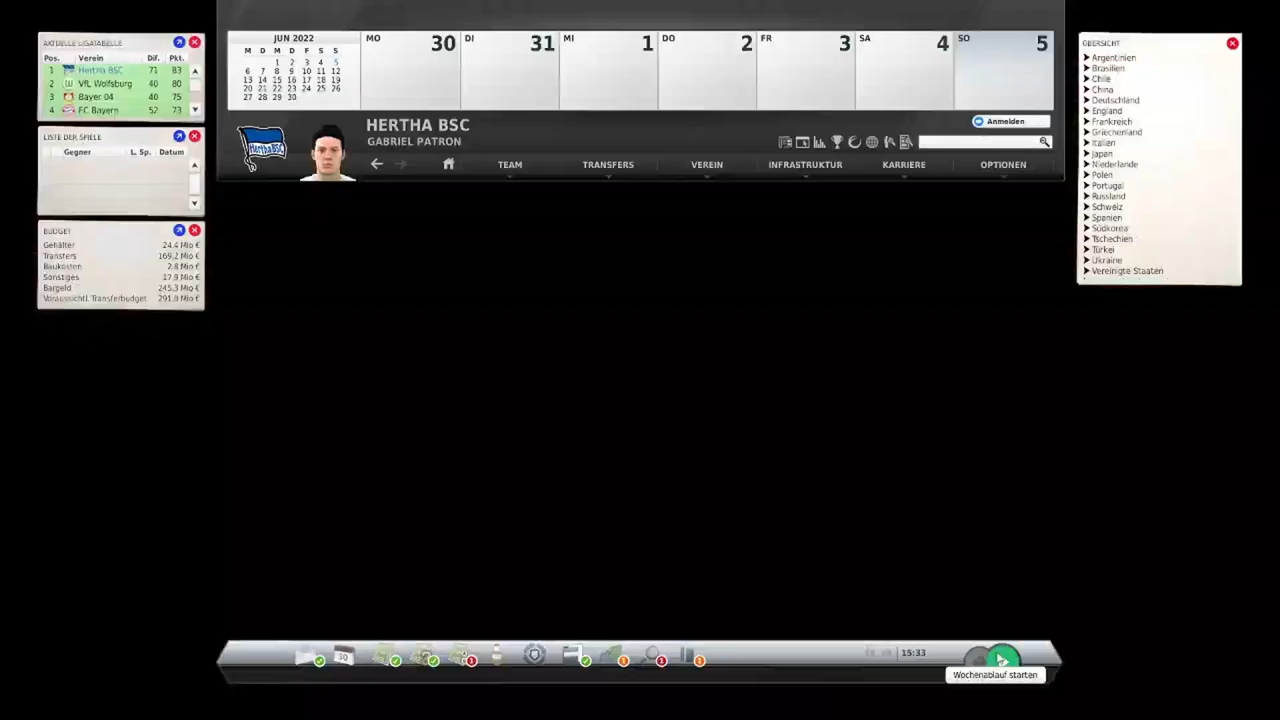 AKTUELLE LIGATABELLE
Pos. Verein Dif. Pkt.
1 Hertha BSC 71 83
2 VfL Wolfsburg 40 80
3 Bayer 04 40 75
4 FC Bayern 52 73
LISTE DER SPIELE
Gegner L. Sp. Datum
BUDGET
Gehälter 24.4 Mio €
Transfers 169,2 Mio €
Baukosten 2.8 Mio €
Sonstiges 17.9 Mio €
Bargeld 245.3 Mio €
Voraussichtl. Transferbudget 291.0 Mio €
JUN 2022
M D M D F S S
1 2 3 4 5
6 7 8 9 10 11 12
13 14 15 16 17 18 19
20 21 22 23 24 25 26
27 28 29 30
MO 30
DI 31
MI 1
DO 2
FR 3
SA 4
SO 5
HERTHA BSC
GABRIEL PATRON
Anmelden
TEAM TRANSFERS VEREIN INFRASTRUKTUR KARRIERE OPTIONEN
ÜBERSICHT
Argentinien
Brasilien
Chile
China
Deutschland
England
Frankreich
Griechenland
Italien
Japan
Niederlande
Polen
Portugal
Russland
Schweiz
Spanien
Südkorea
Tschechien
Türkei
Ukraine
Vereinigte Staaten
30
15:33
Wochenablauf starten